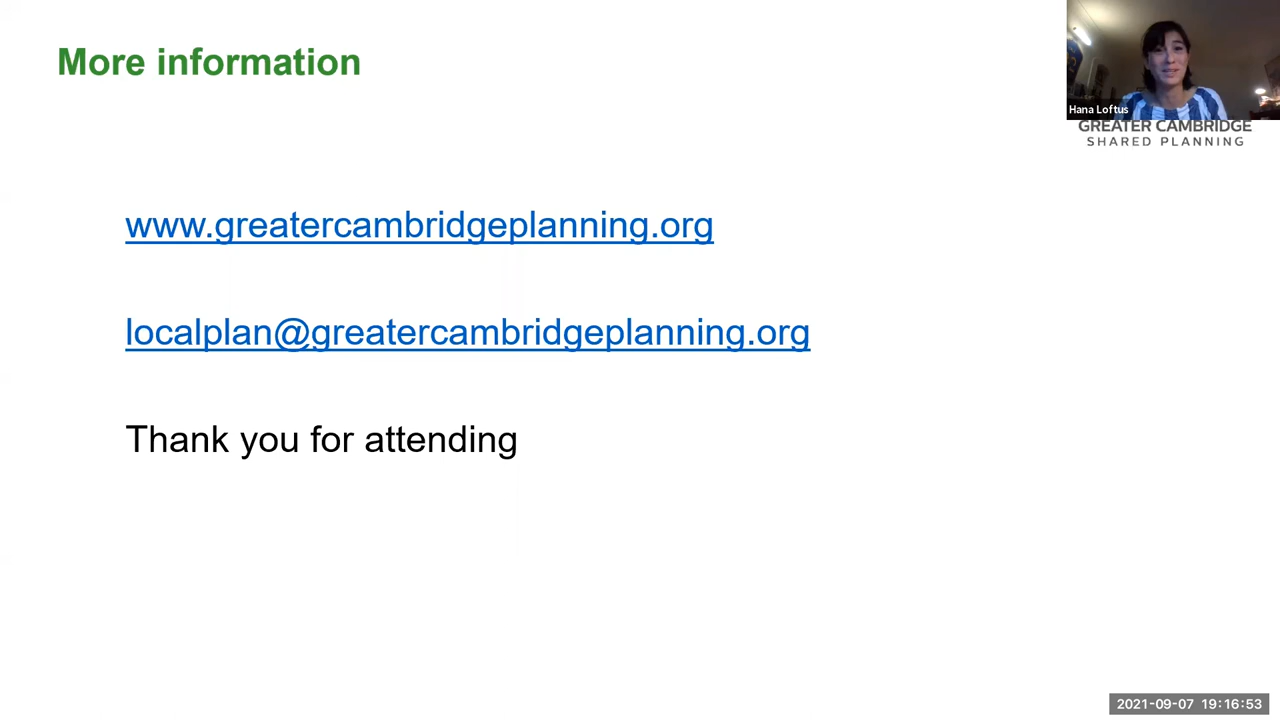 More information
Hana Loftus
GREATER CAMBRIDGE
SHARED PLANNING
www.greatercambridgeplanning.org
localplan@greatercambridgeplanning.org
Thank you for attending
2021-09-07 19:16:53